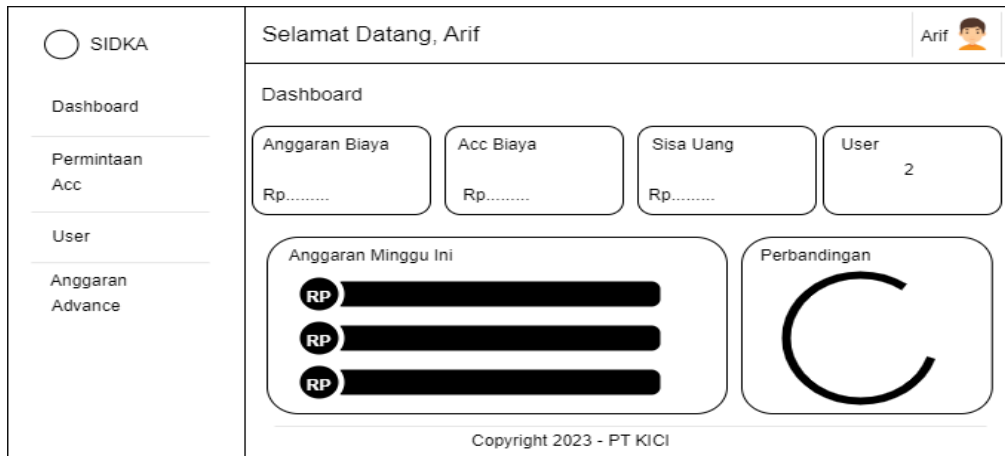 SIDKA
Dashboard
Permintaan
Acc
User
Anggaran
Advance
Selamat Datang, Arif
Arif
Dashboard
Anggaran Biaya
Rp.........
Acc Biaya
Rp.........
Sisa Uang
Rp.........
User
2
Anggaran Minggu Ini
RP
RP
RP
Perbandingan
Copyright 2023 - PT KICI